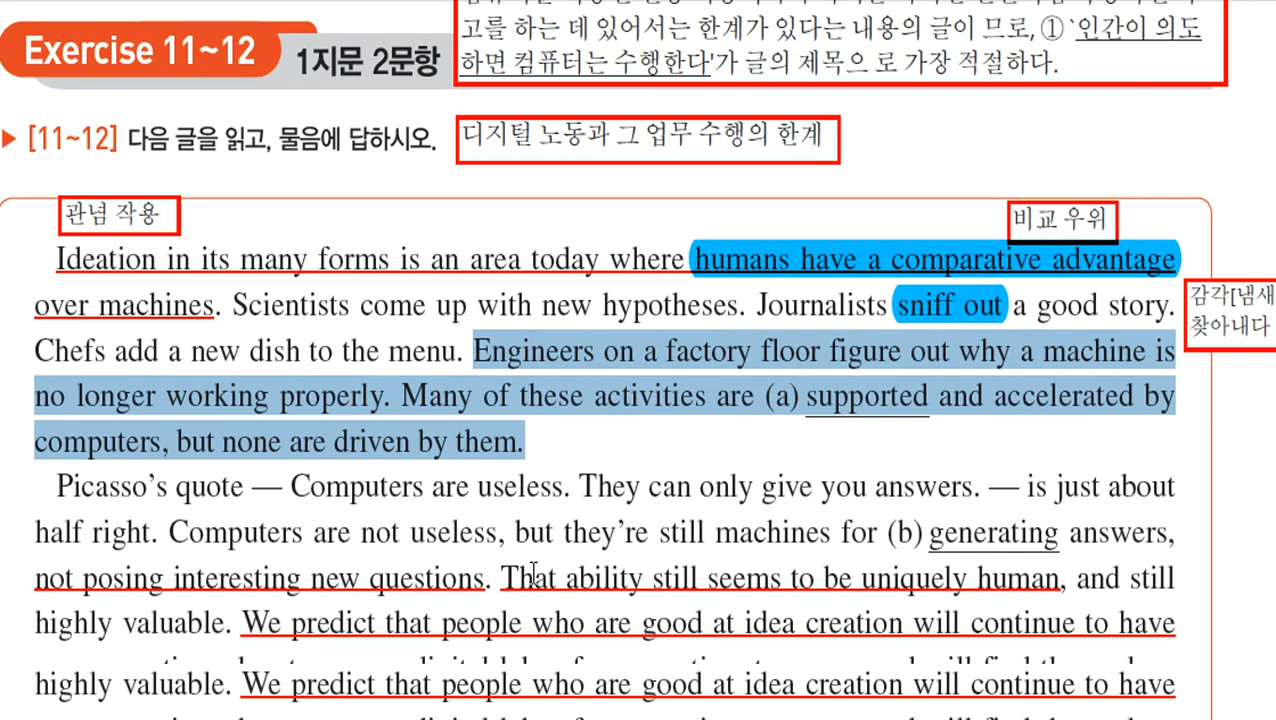 고를 하는 데 있어서는 한계가 있다는 내용의 글이 므로, ① `인간이 의도
하면 컴퓨터는 수행한다'가 글의 제목으 로 가장 적절하다.
Exercise 11~12
1지문 2문항
▶ [11~12] 다음 글을 읽고, 물음에 답하시오.
디지털 노동과 그 업무 수행의 한계
관념 작용
비교 우위
Ideation in its many forms is an area today where humans have a comparative advantage
over machines. Scientists come up with new hypotheses. Journalists sniff out a good story.
감각[냄새
찾아내다
Chefs add a new dish to the menu. Engineers on a factory floor figure out why a machine is
no longer working properly. Many of these activities are (a) supported and accelerated by
computers, but none are driven by them.
Picasso's quote — Computers are useless. They can only give you answers. — is just about
half right. Computers are not useless, but they're still machines for (b) generating answers,
not posing interesting new questions. That ability still seems to be uniquely human, and still
highly valuable. We predict that people who are good at idea creation will continue to have
highly valuable. We predict that people who are good at idea creation will continue to have